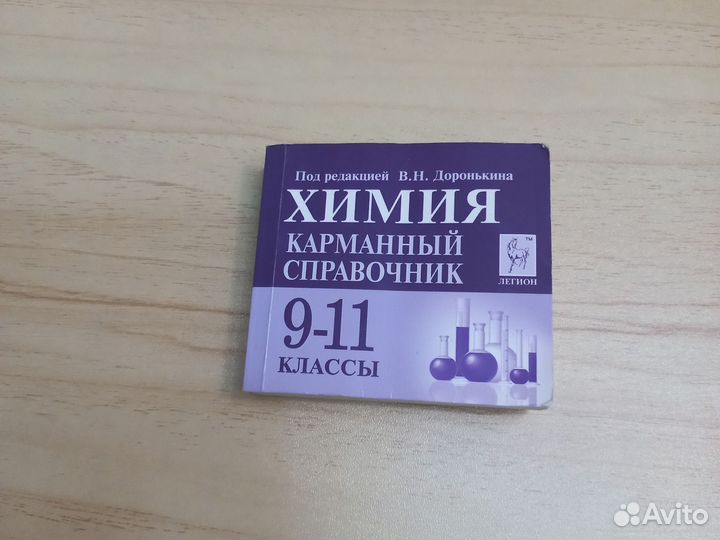 Под редакцией В.Н. Доронькина
ХИМИЯ
КАРМАННЫЙ
СПРАВОЧНИК
TM
ЛЕГИОН
9-11
КЛАССЫ
Avito